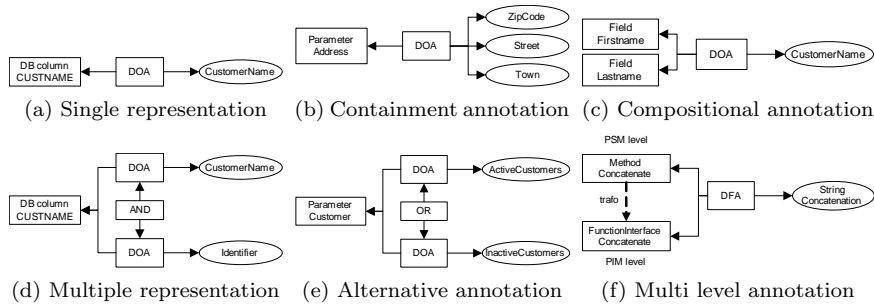 DB column
CUSTNAME
DOA
CustomerName
(a) Single representation
Parameter
Address
DOA
ZipCode
Street
Town
(b) Containment annotation
Field
Firstname
Field
Lastname
DOA
CustomerName
(c) Compositional annotation
DB column
CUSTNAME
DOA
CustomerName
AND
DOA
Identifier
(d) Multiple representation
Parameter
Customer
DOA
ActiveCustomers
OR
DOA
InactiveCustomers
(e) Alternative annotation
PSM level
Method
Concatenate
trafo
DFA
String
Concatenation
FunctionInterface
Concatenate
PIM level
(f) Multi level annotation